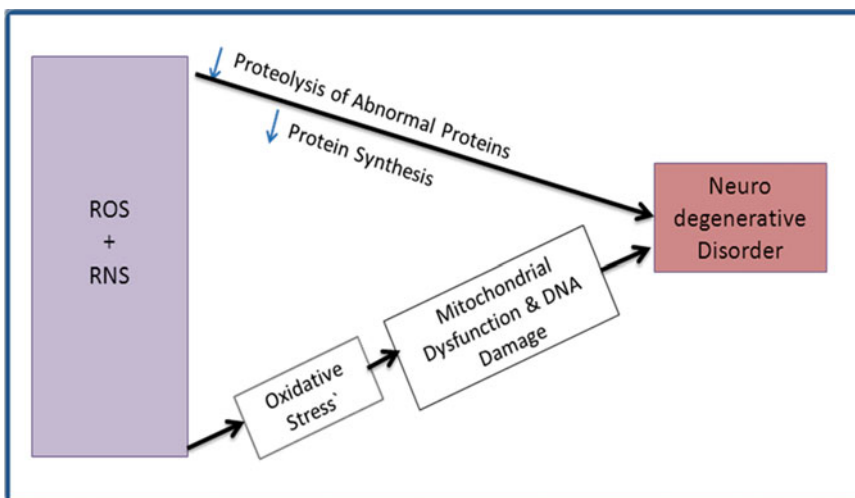 ROS
+
RNS
Proteolysis of Abnormal Proteins
Protein Synthesis
Oxidative
Stress`
Mitochondrial
Dysfunction & DNA
Damage
Neuro
degenerative
Disorder